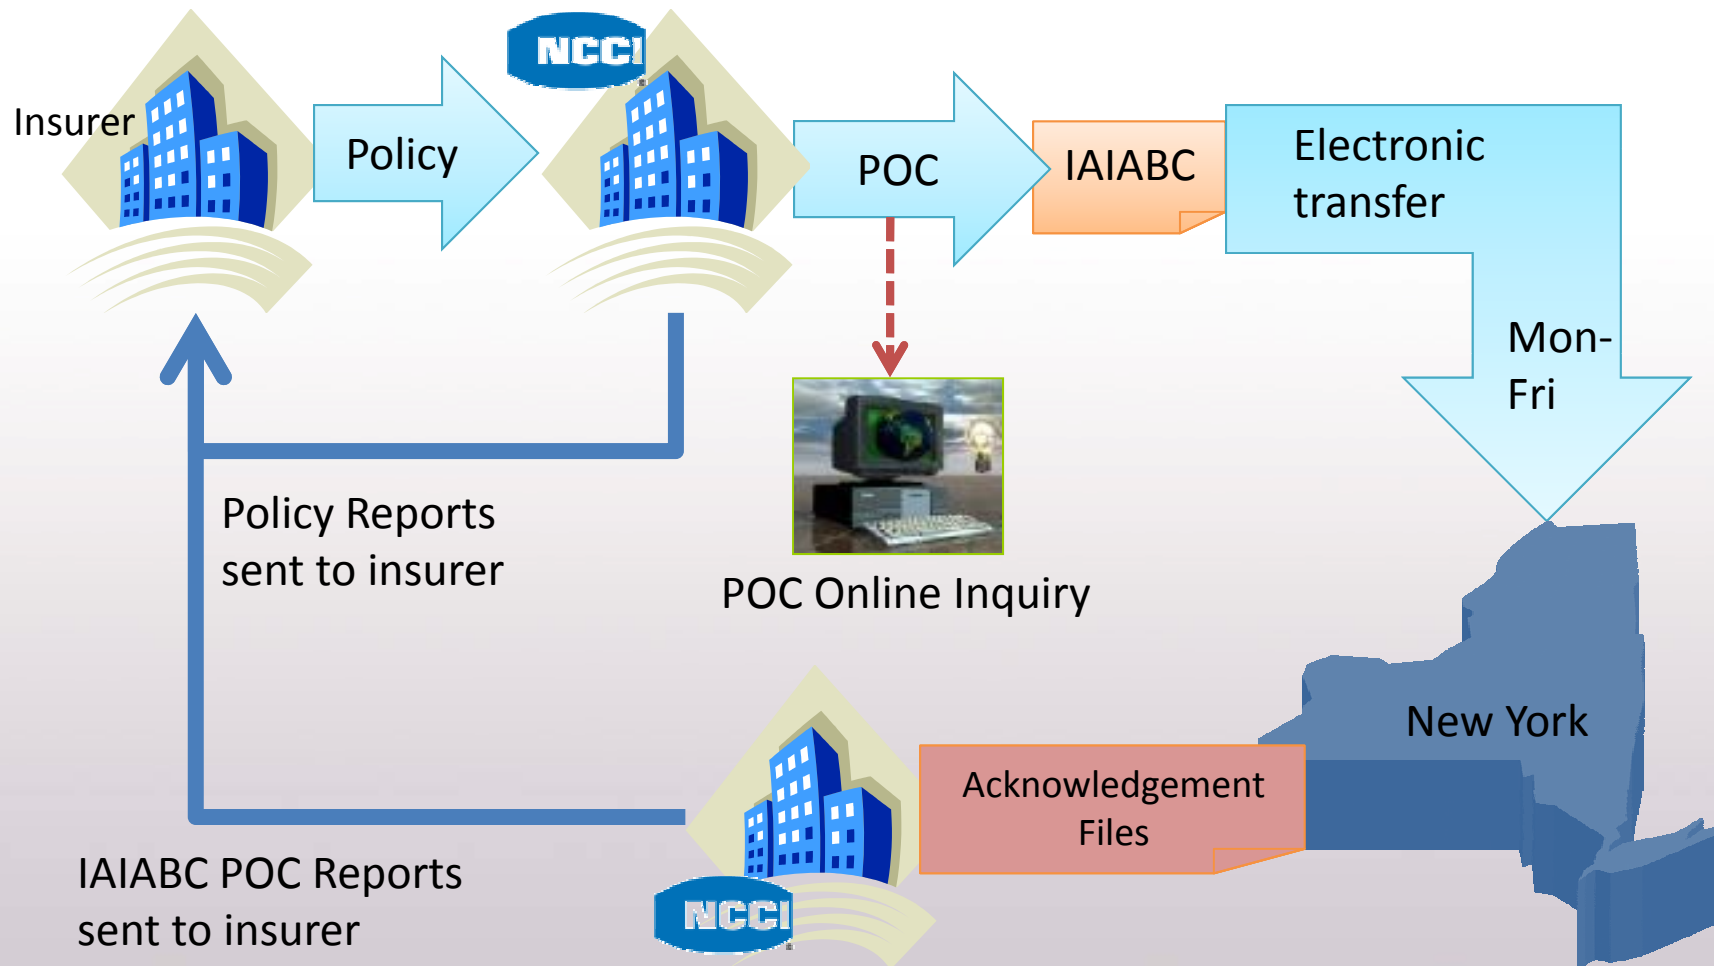 NCCI
Insurer
Policy
POC
IAIABC
Electronic
transfer
Mon-
Fri
Policy Reports
sent to insurer
POC Online Inquiry
New York
Acknowledgement
Files
IAIABC POC Reports
sent to insurer
NCCI